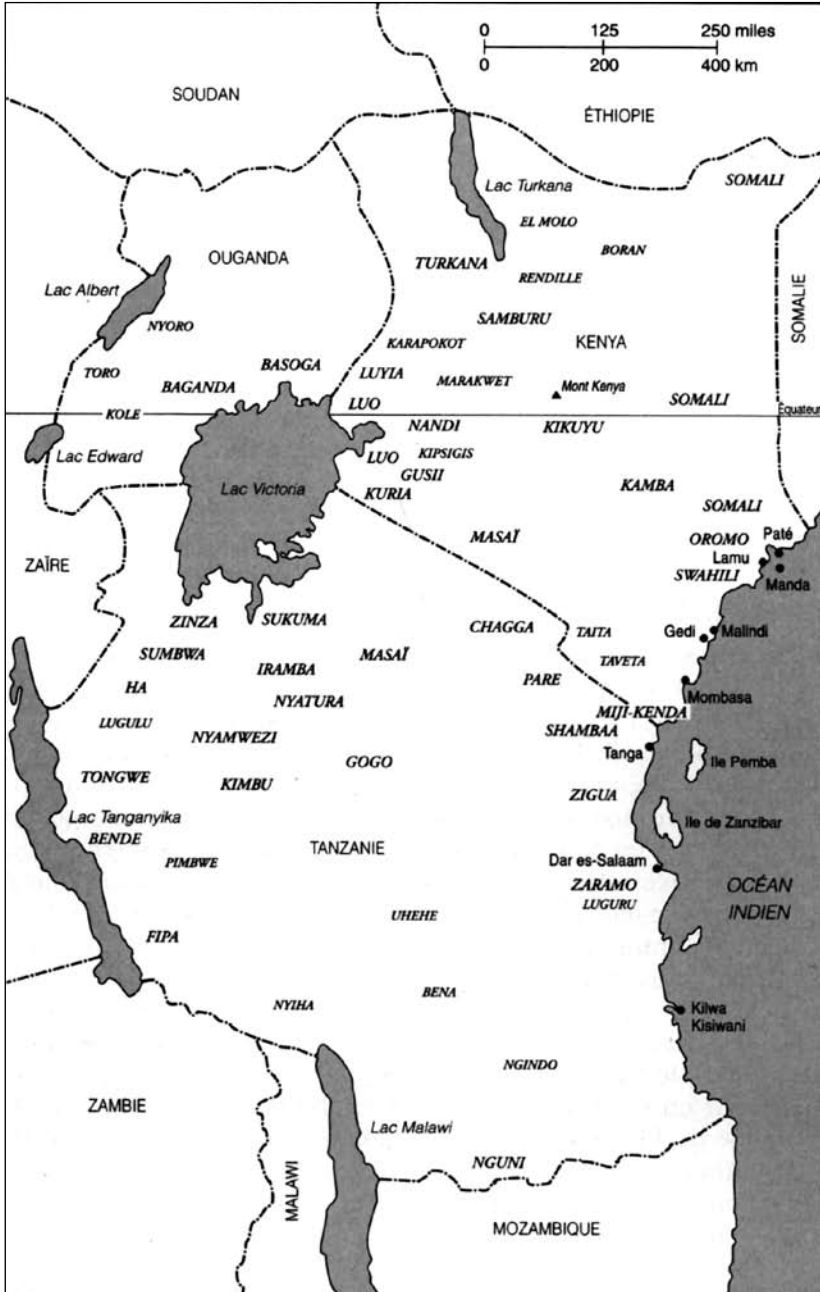 0 125 250 miles
0 200 400 km
SOUDAN
ÉTHIOPIE
SOMALI
Lac Turkana
EL MOLO
BORAN
OUGANDA
TURKANA
RENDILLE
SOMALIE
Lac Albert
NYORO
SAMBURU
KARAPOKOT
KENYA
BASOGA
TORO
LUYIA
BAGANDA
MARAKWET
Mont Kenya
LUO
SOMALI
KOLE
Équateur
NANDI
KIKUYU
Lac Edward
LUO
KIPSIGIS
GUSII
Lac Victoria
KURIA
KAMBA
SOMALI
MASAÏ
OROMO
Paté
Lamu
ZAÏRE
SWAHILI
Manda
ZINZA
SUKUMA
CHAGGA
TAITA
Gedi
Malindi
SUMBWA
IRAMBA
MASAÏ
TAVETA
HA
PARE
NYATURA
Mombasa
MIJI-KENDA
LUGULU
NYAMWEZI
SHAMBAA
Tanga
GOGO
Ile Pemba
TONGWE
KIMBU
ZIGUA
Lac Tanganyika
Ile de Zanzibar
BENDE
TANZANIE
PIMBWE
Dar es-Salaam
ZARAMO
OCÉAN
INDIEN
LUGURU
UHEHE
FIPA
BENA
NYIHA
Kilwa
Kisiwani
NGINDO
ZAMBIE
Lac Malawi
NGUNI
MALAWI
MOZAMBIQUE